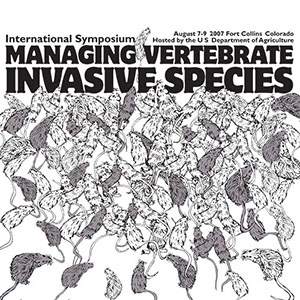 International Symposium
August 7-9 2007 Fort Collins Colorado
Hosted by the U S Department of Agriculture
MANAGING VERTEBRATE
INVASIVE SPECIES